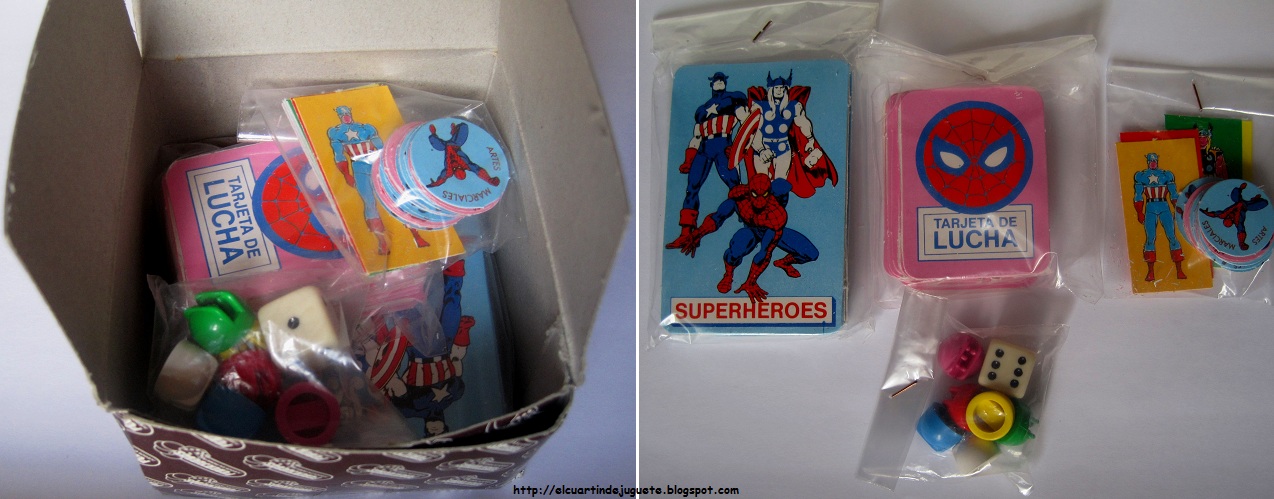 TARJETA DE
LUCHA
ARTES
MARCIALES
SUPERHEROES
TARJETA DE
LUCHA
ARTES
MARCIALES
http://elcuartindejuguete.blogspot.com